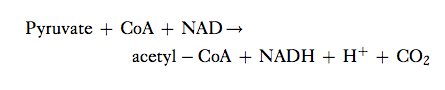 Pyruvate + CoA + NAD→
acetyl – CoA + NADH + H⁺ + CO₂